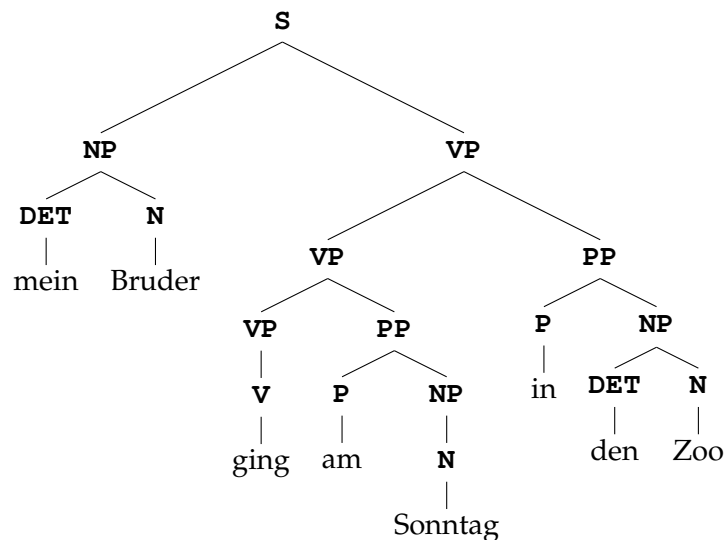 S
NP VP
DET N VP PP
mein Bruder VP PP P NP
V P NP in DET N
ging am N den Zoo
Sonntag